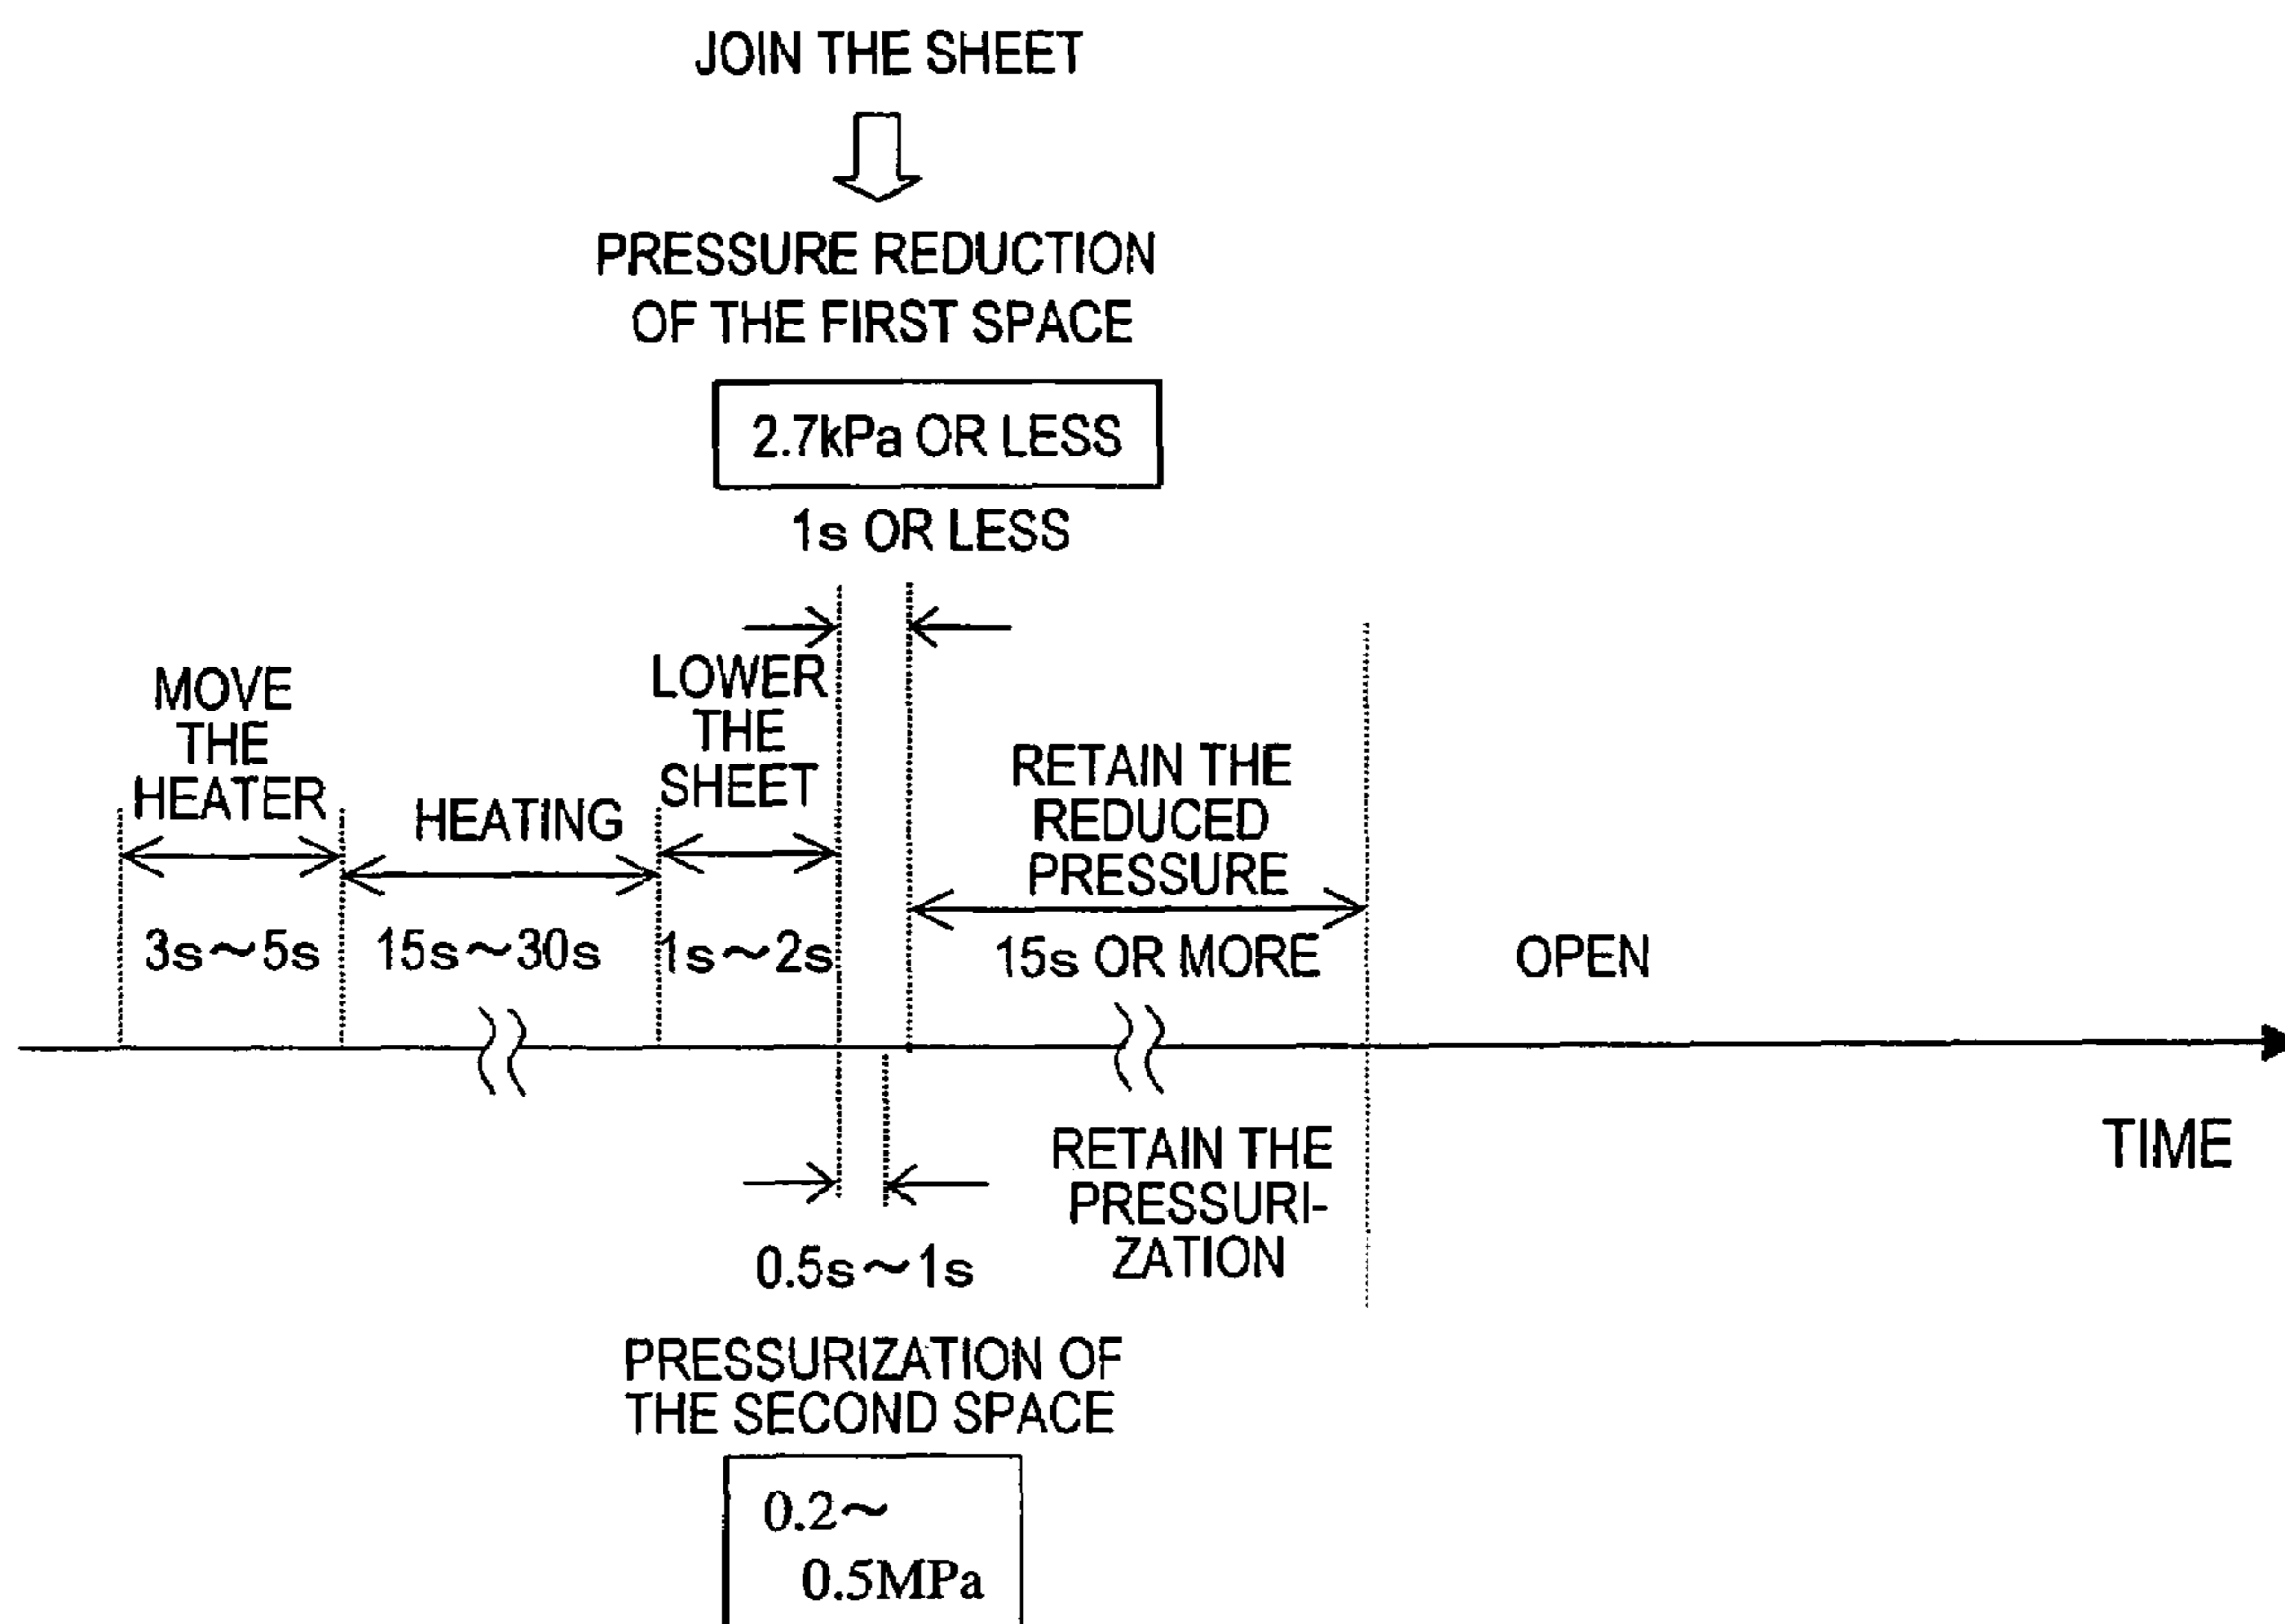 JOIN THE SHEET
PRESSURE REDUCTION
OF THE FIRST SPACE
2.7kPa OR LESS
1s OR LESS
MOVE
THE
HEATER
3s～5s
HEATING
15s～30s
LOWER
THE
SHEET
1s～2s
RETAIN THE
REDUCED
PRESSURE
15s OR MORE
OPEN
TIME
RETAIN THE
PRESSURI-
ZATION
0.5s～1s
PRESSURIZATION OF
THE SECOND SPACE
0.2～
0.5MPa